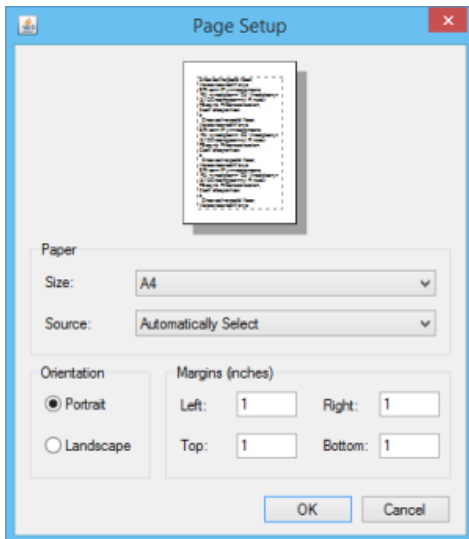 Page Setup
Paper
Size: A4
Source: Automatically Select
Orientation
Portrait
Landscape
Margins (inches)
Left: 1 Right: 1
Top: 1 Bottom: 1
OK Cancel